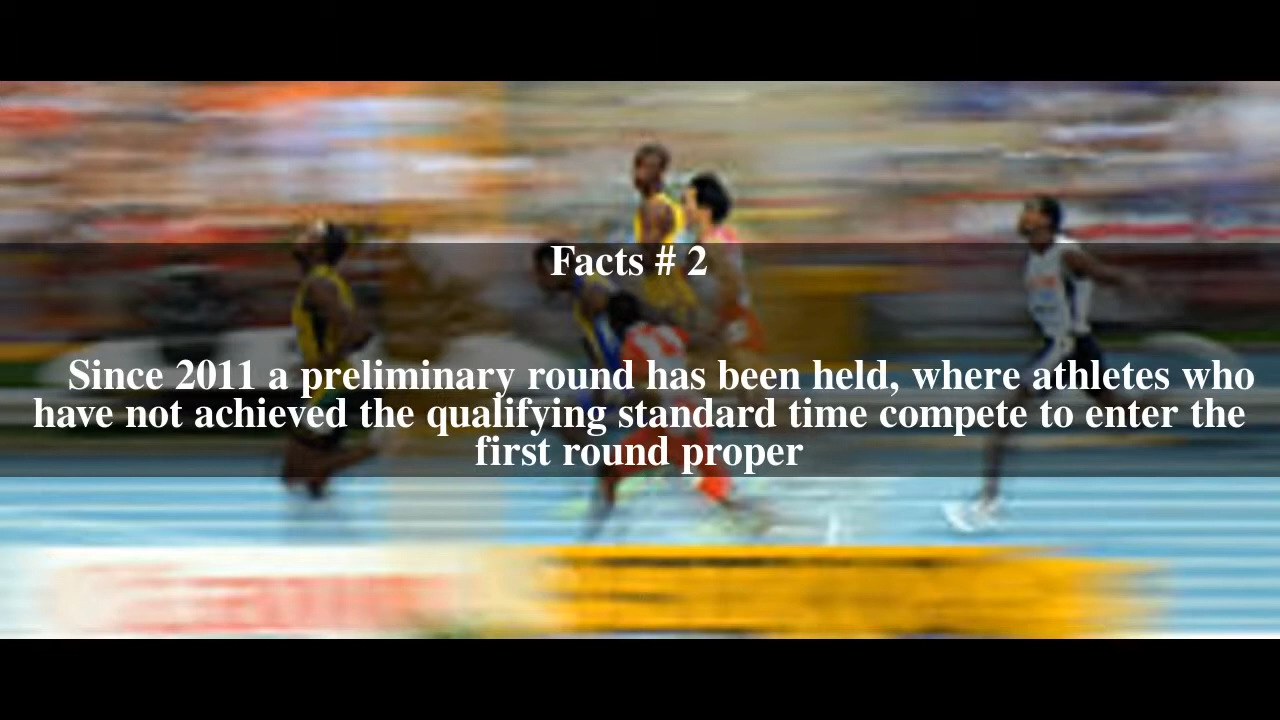 Facts # 2
Since 2011 a preliminary round has been held, where athletes who
have not achieved the qualifying standard time compete to enter the
first round proper